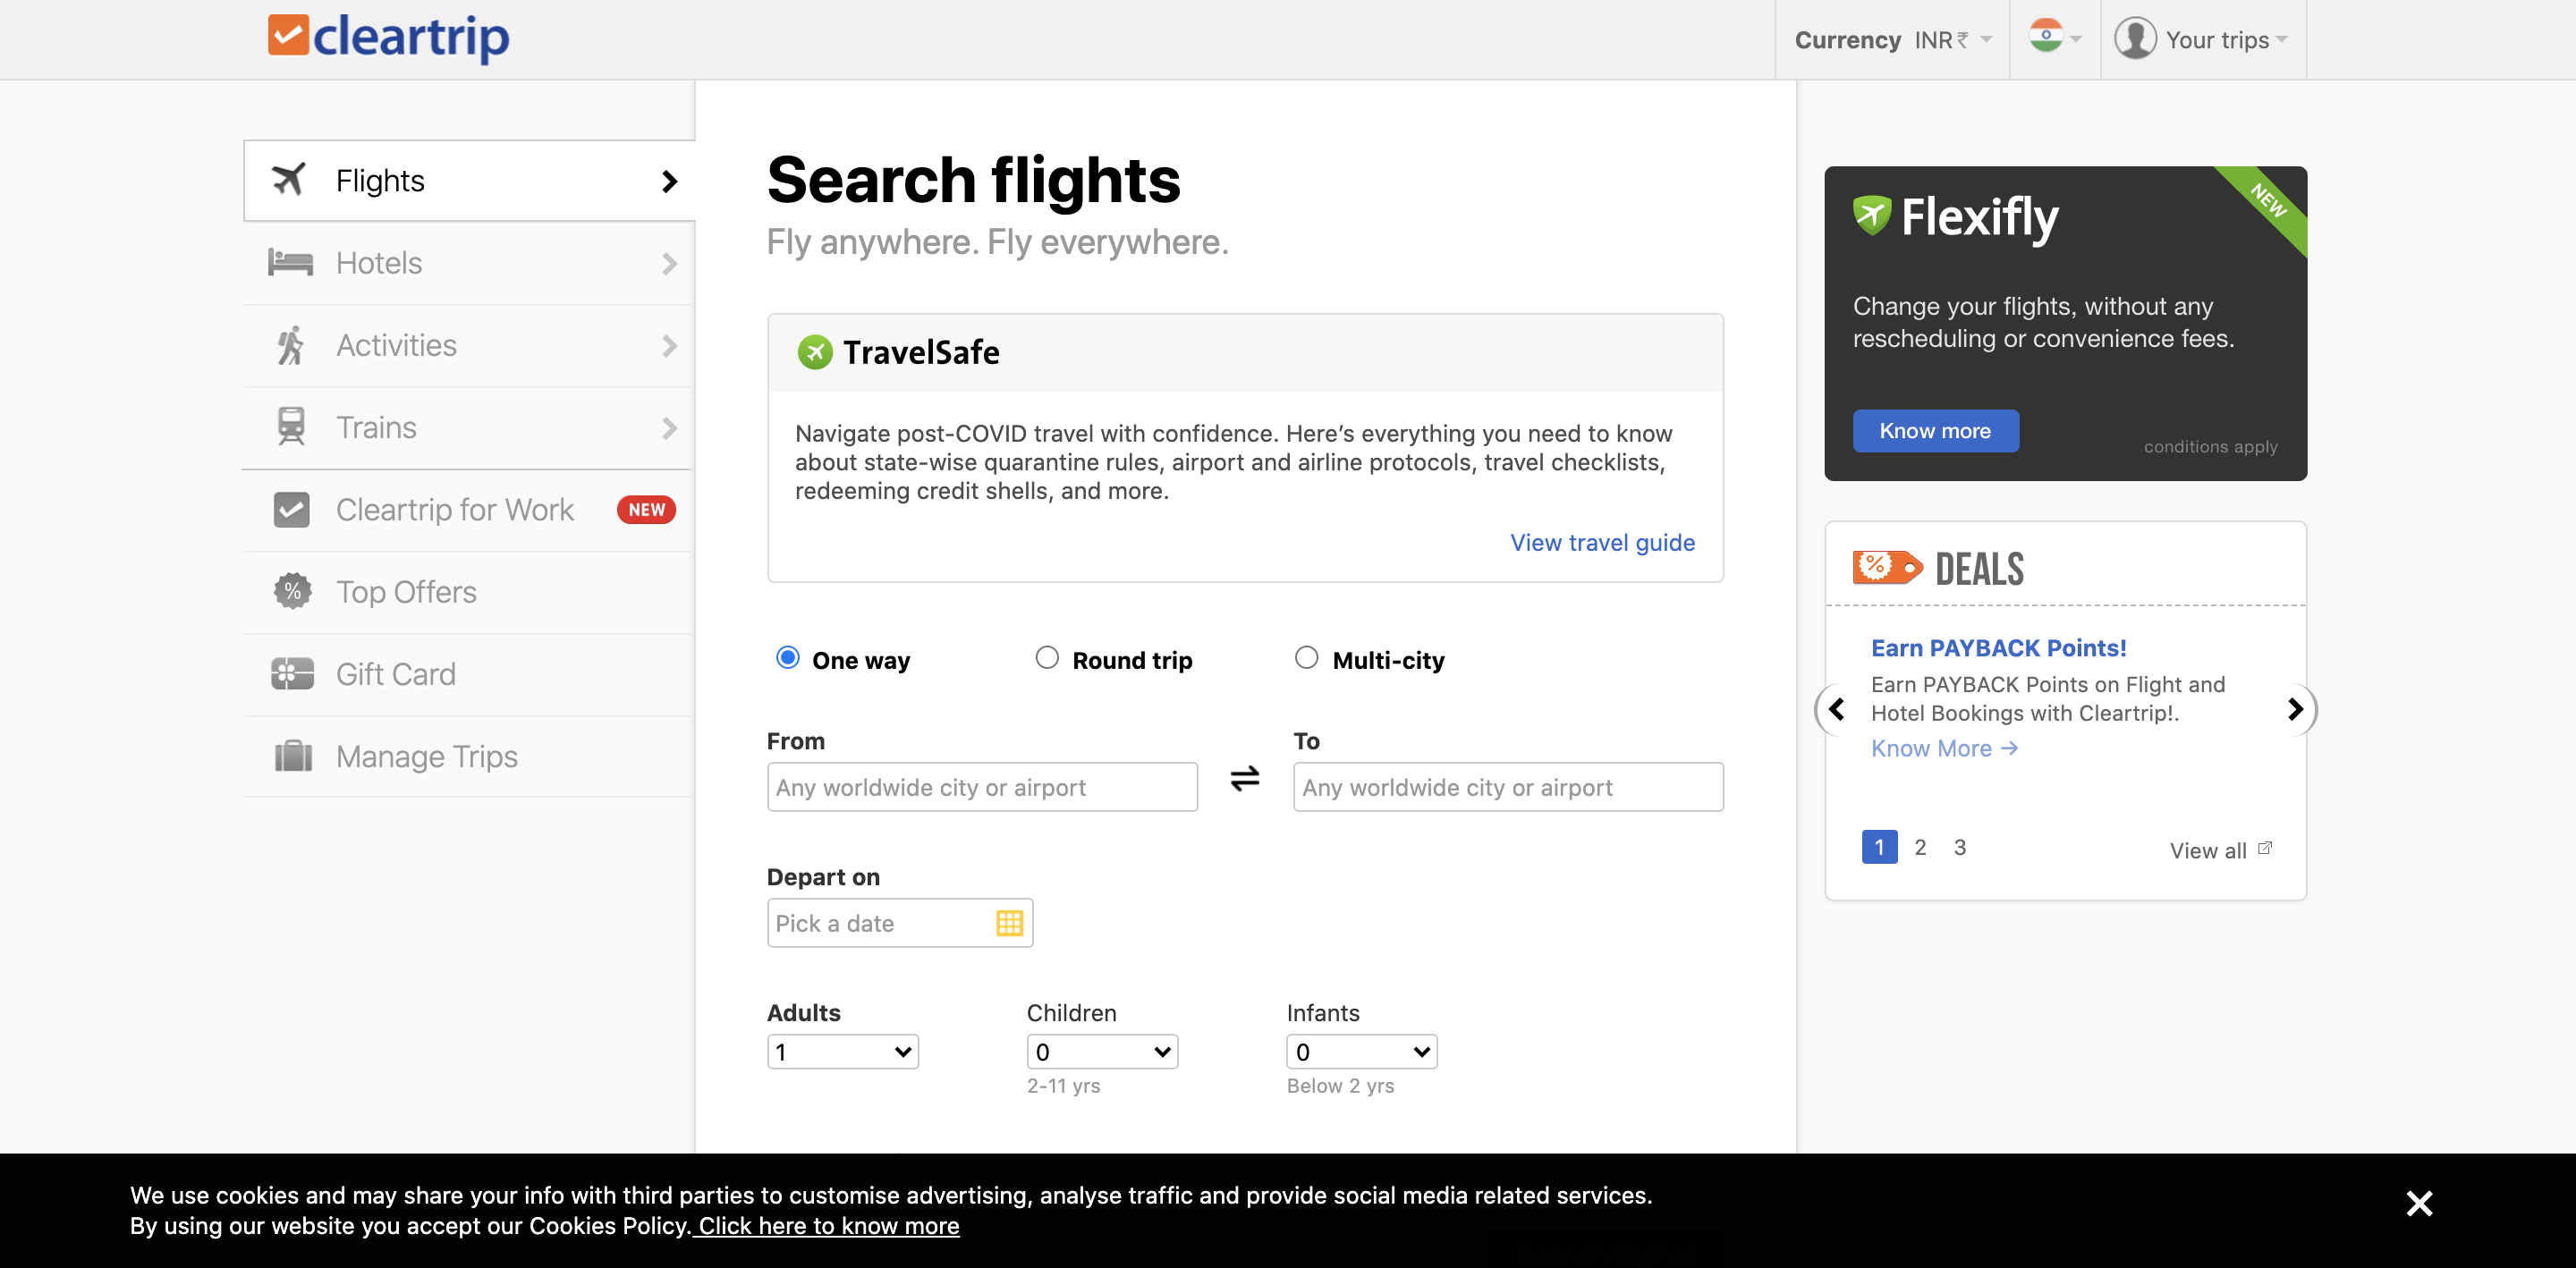 cleartrip
Currency INR ₹
Your trips
Flights
Hotels
Activities
Trains
Cleartrip for Work NEW
Top Offers
Gift Card
Manage Trips
Search flights
Fly anywhere. Fly everywhere.
TravelSafe
Navigate post-COVID travel with confidence. Here’s everything you need to know
about state-wise quarantine rules, airport and airline protocols, travel checklists,
redeeming credit shells, and more.
View travel guide
One way Round trip Multi-city
From To
Any worldwide city or airport Any worldwide city or airport
Depart on
Pick a date
Adults Children Infants
1 0 0
2-11 yrs Below 2 yrs
Flexifly
NEW
Change your flights, without any
rescheduling or convenience fees.
Know more
conditions apply
% DEALS
Earn PAYBACK Points!
Earn PAYBACK Points on Flight and
Hotel Bookings with Cleartrip!.
Know More →
1 2 3 View all
We use cookies and may share your info with third parties to customise advertising, analyse traffic and provide social media related services.
By using our website you accept our Cookies Policy. Click here to know more